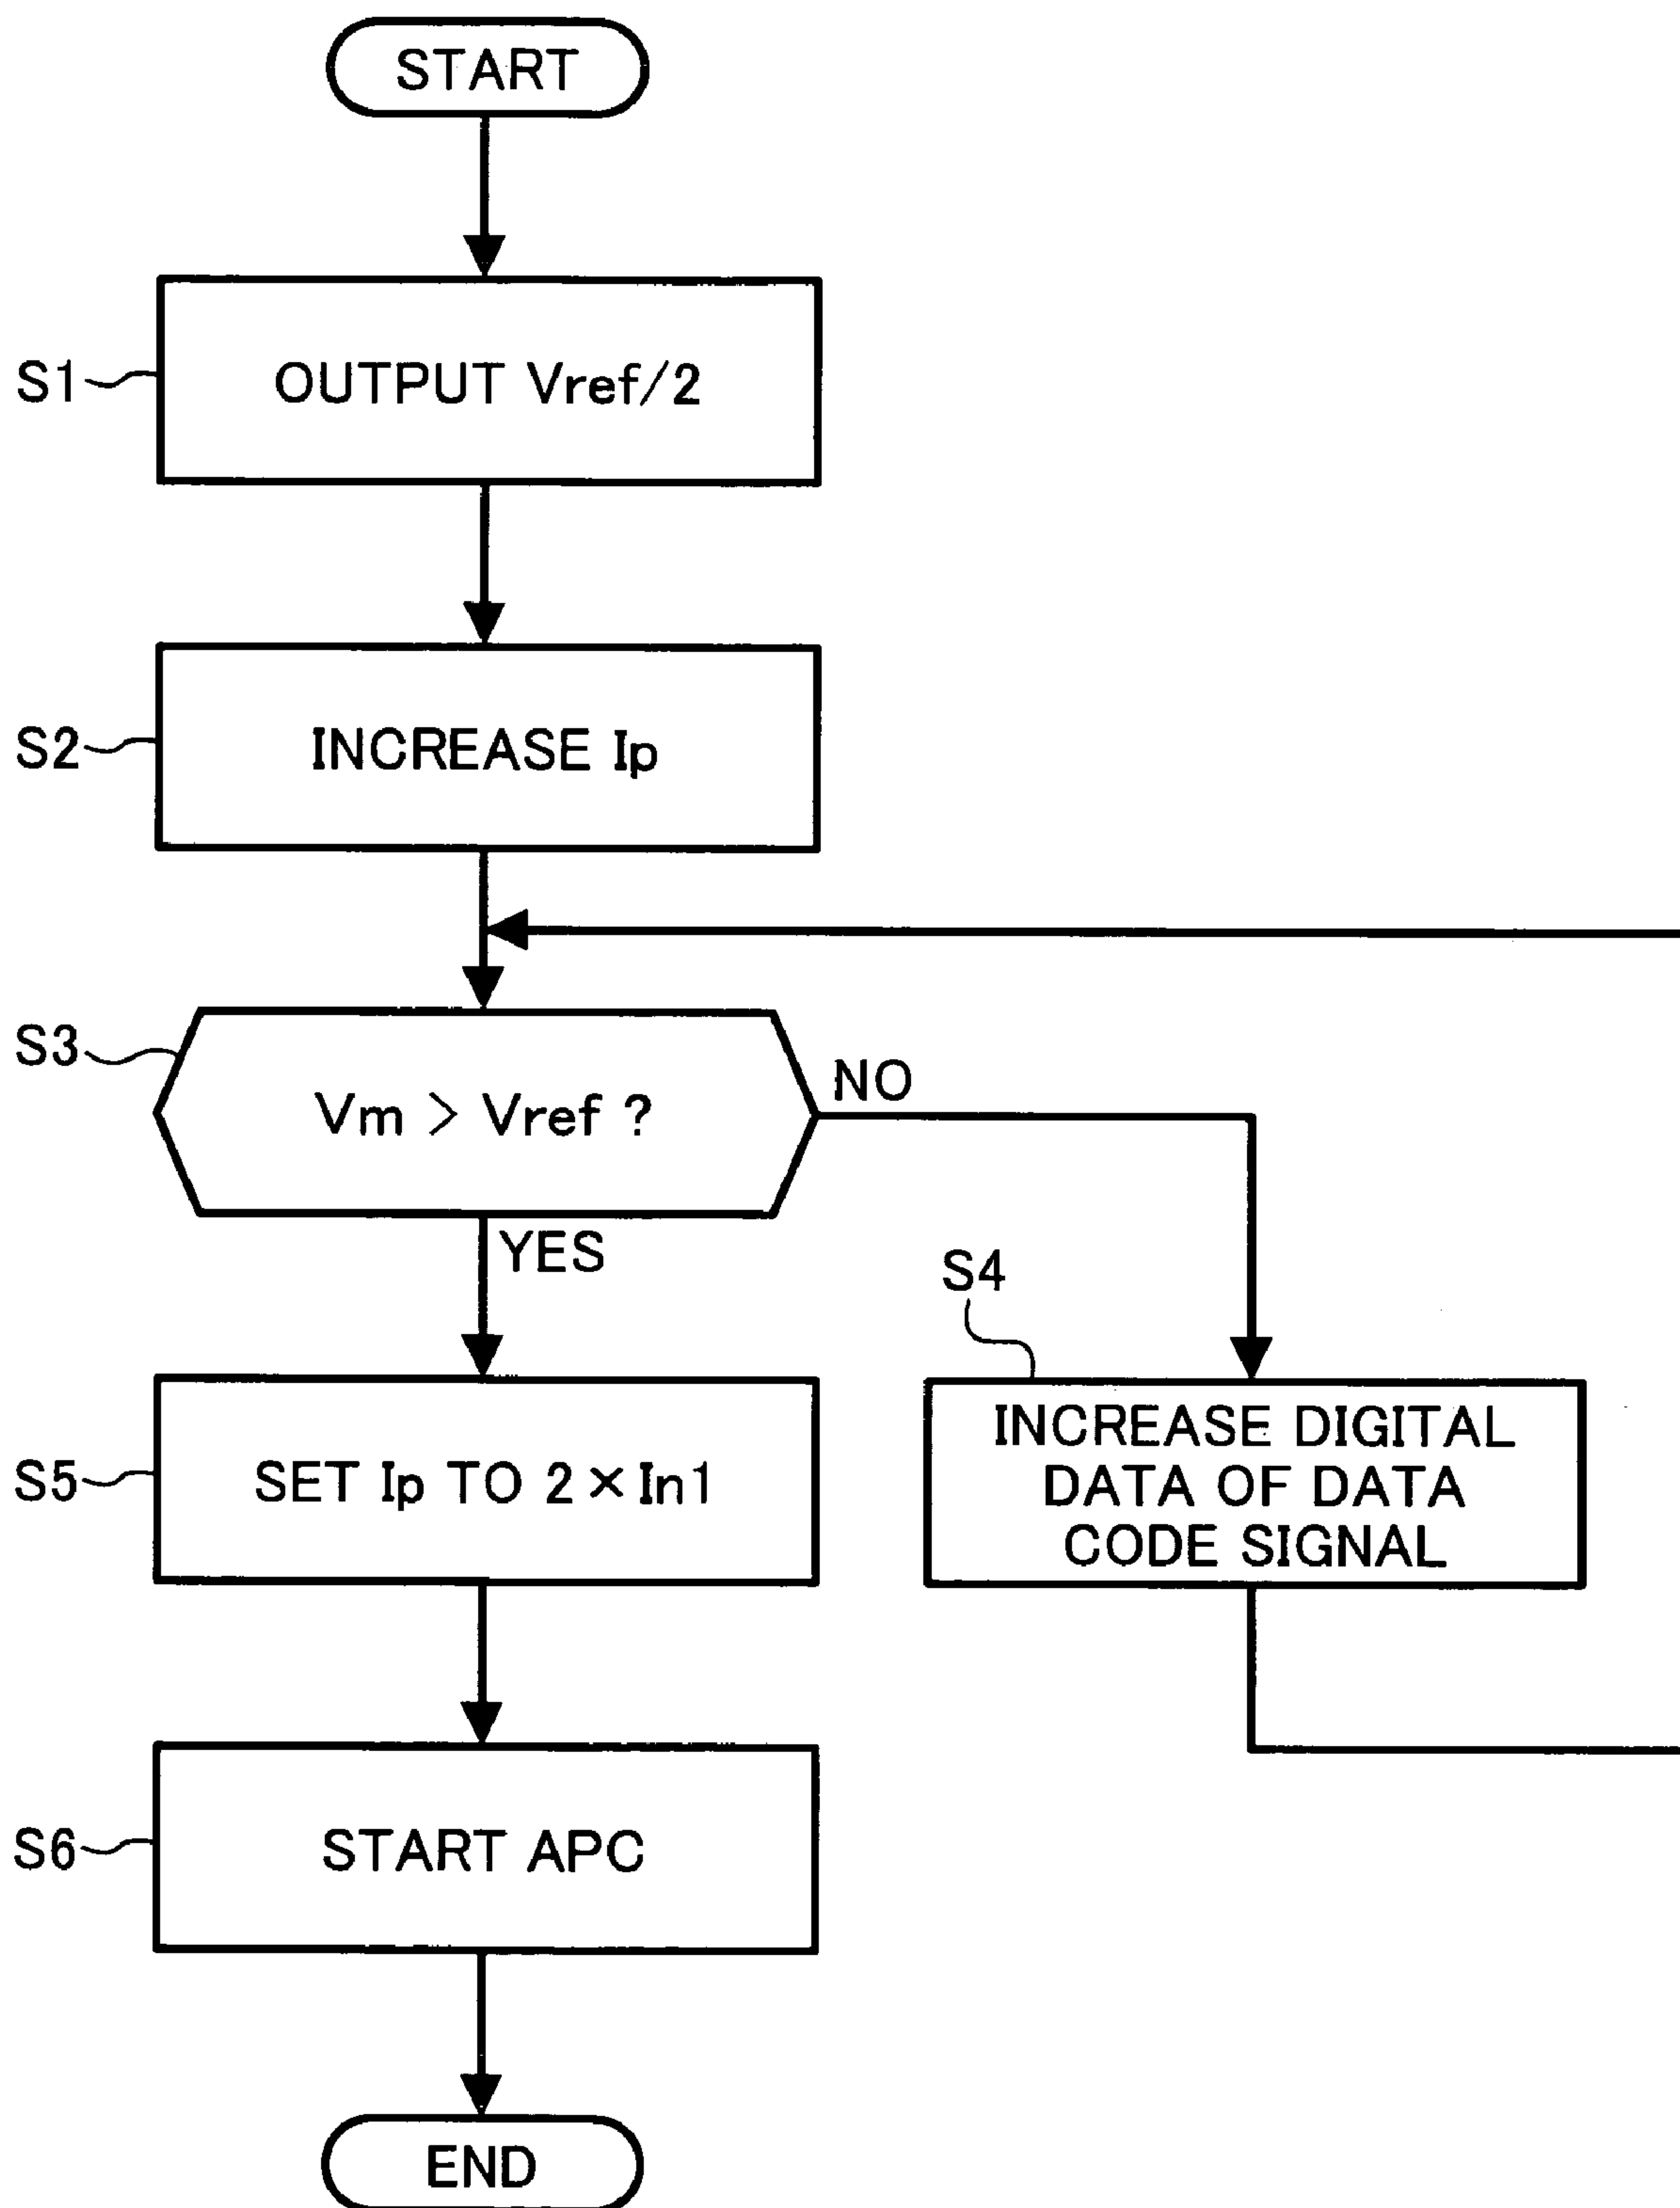 START
S1
OUTPUT Vref/2
S2
INCREASE Ip
S3
Vm > Vref ?
NO
YES
S4
INCREASE DIGITAL
DATA OF DATA
CODE SIGNAL
S5
SET Ip TO 2 × In1
S6
START APC
END